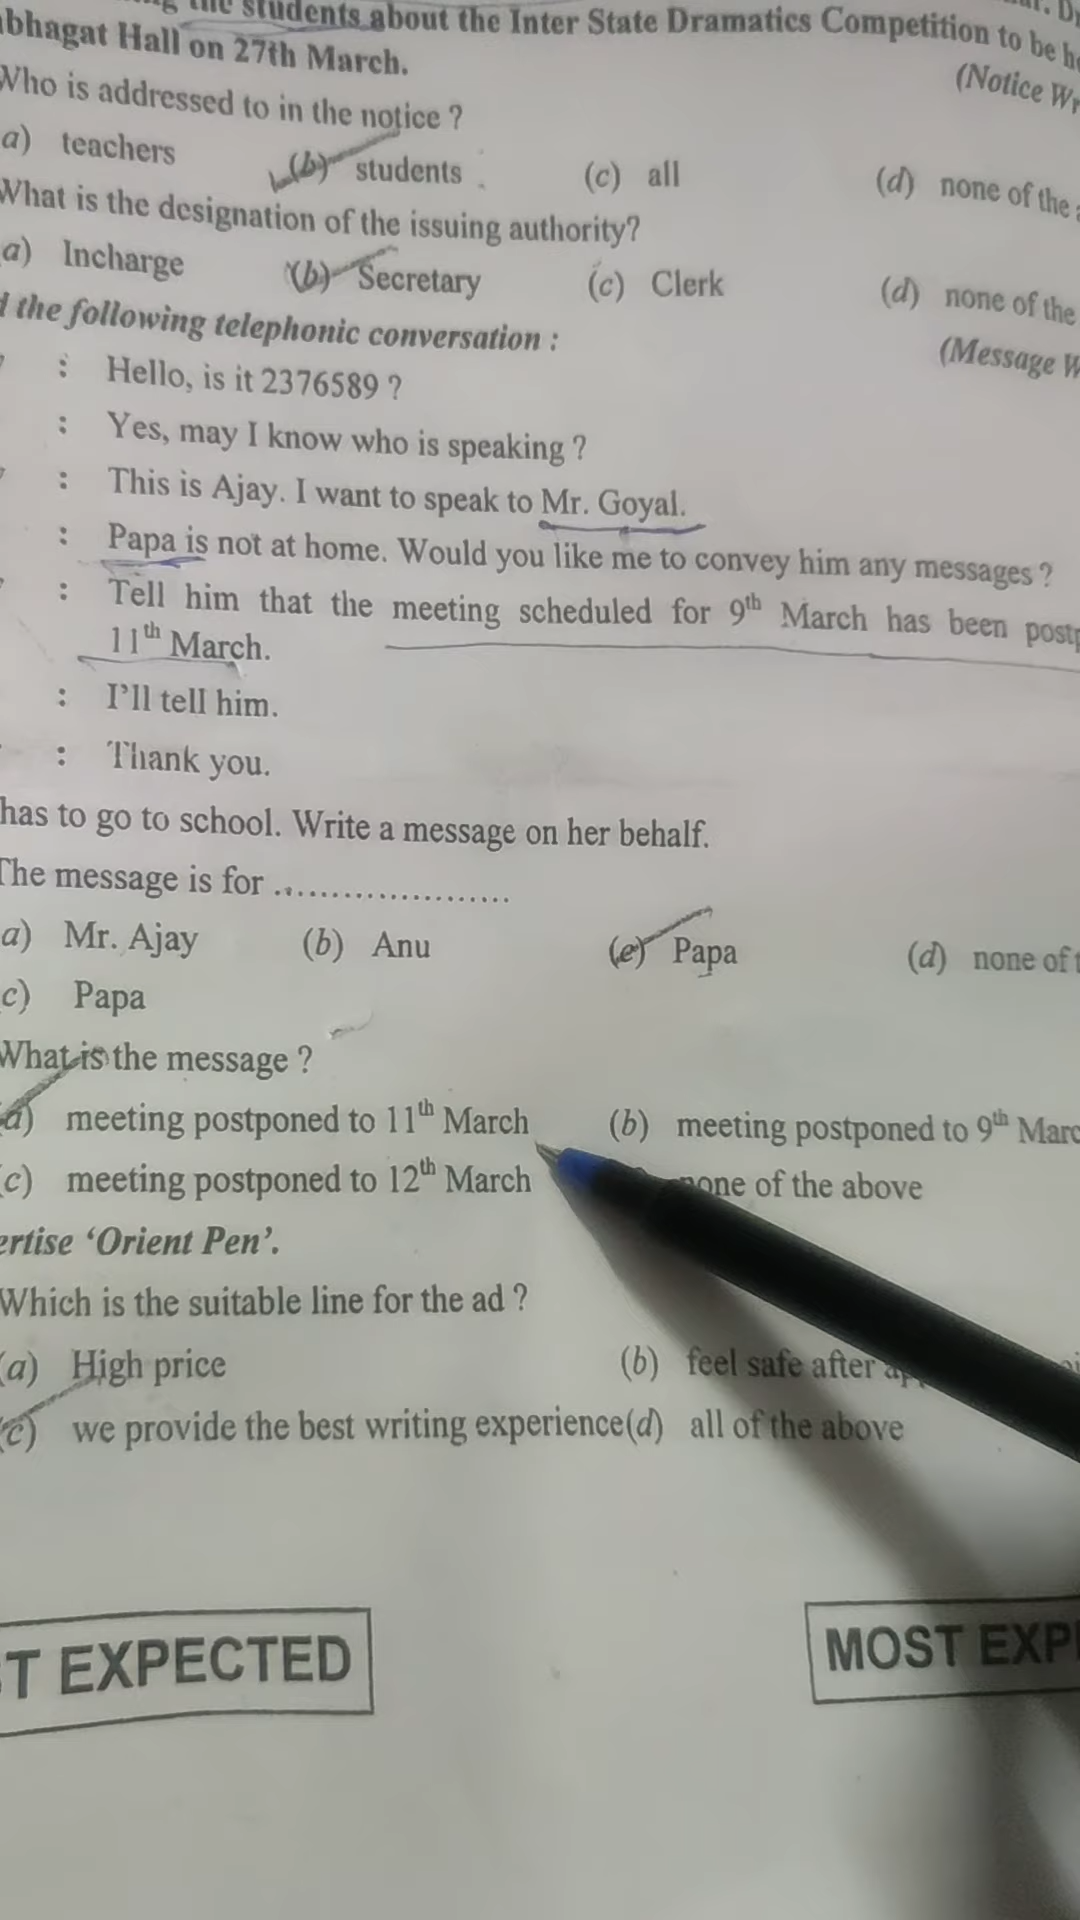 the students about the Inter State Dramatics Competition to be
bhagat Hall on 27th March.
(Notice
Who is addressed to in the notice ?
a) teachers (b) students (c) all (d) none of the
What is the designation of the issuing authority?
a) Incharge (b) Secretary (c) Clerk (d) none of the
the following telephonic conversation :
(Message
: Hello, is it 2376589 ?
: Yes, may I know who is speaking ?
: This is Ajay. I want to speak to Mr. Goyal.
: Papa is not at home. Would you like me to convey him any messages ?
: Tell him that the meeting scheduled for 9th March has been
11th March.
: I'll tell him.
: Thank you.
has to go to school. Write a message on her behalf.
The message is for .....................
a) Mr. Ajay (b) Anu (c) Papa (d) none of
c) Papa
What is the message ?
a) meeting postponed to 11th March (b) meeting postponed to 9th Marc
(c) meeting postponed to 12th March none of the above
ertise 'Orient Pen'.
Which is the suitable line for the ad ?
(a) High price (b) feel safe after
(c) we provide the best writing experience(d) all of the above
T EXPECTED
MOST EXP